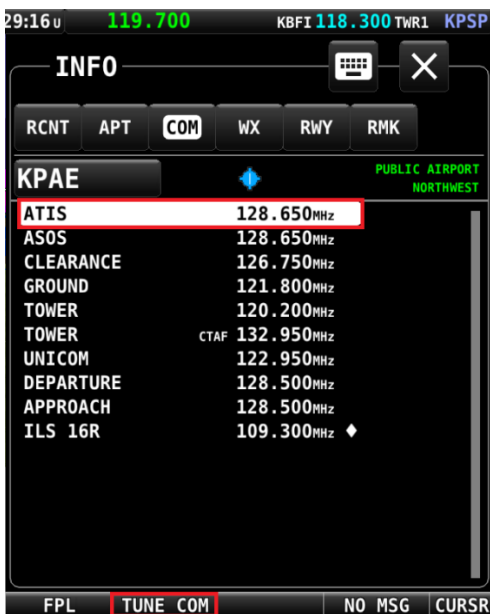 29:16U 119.700 KBFI 118.300 TWR1 KPSP
INFO
RCNT APT COM WX RWY RMK
KPAE PUBLIC AIRPORT
NORTHWEST
ATIS 128.650MHz
ASOS 128.650MHz
CLEARANCE 126.750MHz
GROUND 121.800MHz
TOWER 120.200MHz
TOWER CTAF 132.950MHz
UNICOM 122.950MHz
DEPARTURE 128.500MHz
APPROACH 128.500MHz
ILS 16R 109.300MHz
FPL TUNE COM NO MSG CURSR